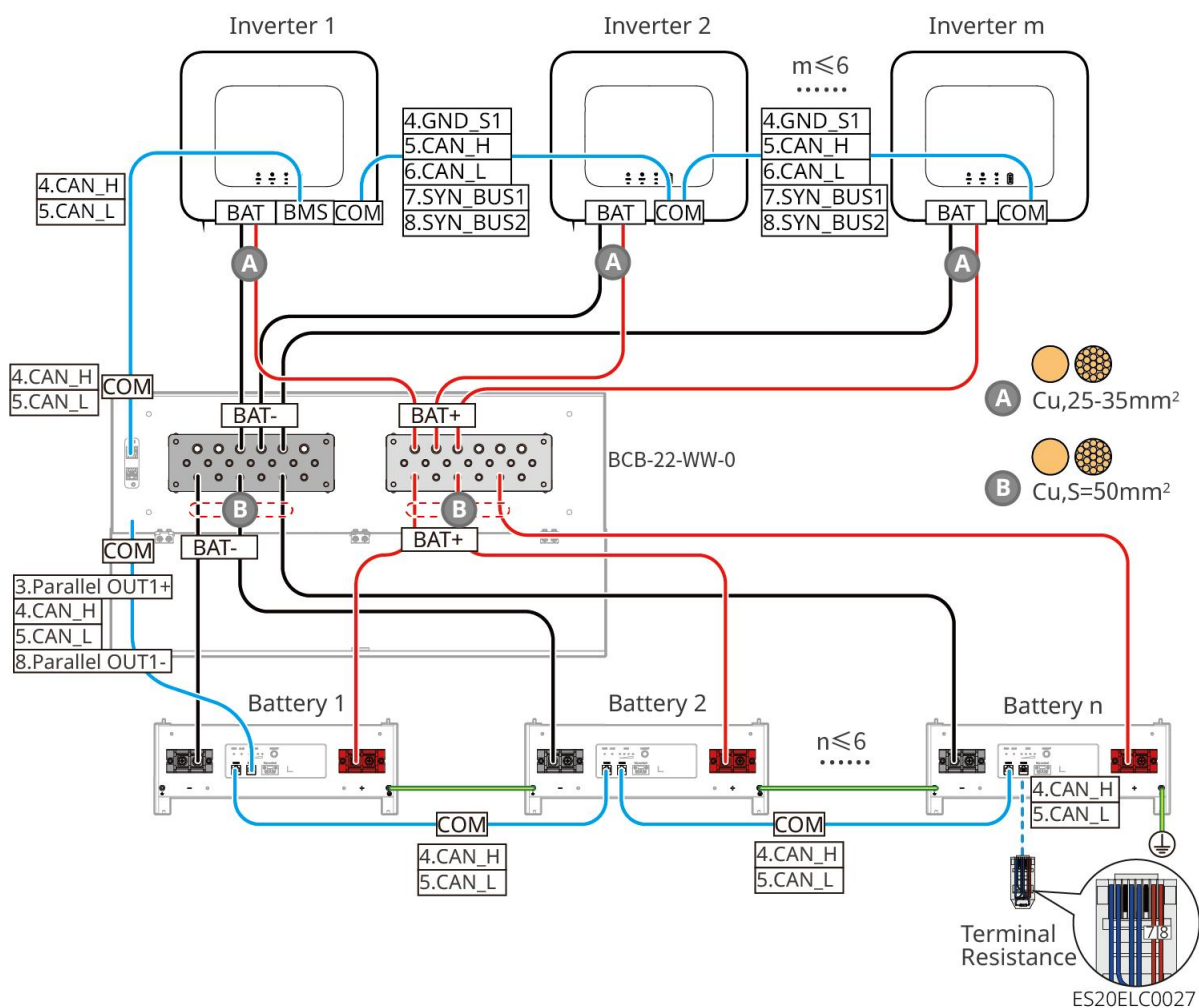 Inverter 1
Inverter 2
Inverter m
m≤6
......
4.GND_S1
5.CAN_H
6.CAN_L
7.SYN_BUS1
8.SYN_BUS2
4.GND_S1
5.CAN_H
6.CAN_L
7.SYN_BUS1
8.SYN_BUS2
4.CAN_H
5.CAN_L
BAT
BMS
COM
BAT
COM
BAT
COM
A
A
A
4.CAN_H
5.CAN_L
COM
BAT-
BAT+
A
Cu,25-35mm²
BCB-22-WW-0
B
Cu,S=50mm²
B
B
COM
BAT-
BAT+
3.Parallel OUT1+
4.CAN_H
5.CAN_L
8.Parallel OUT1-
Battery 1
Battery 2
Battery n
n≤6
......
-
+
-
+
-
+
4.CAN_H
5.CAN_L
COM
4.CAN_H
5.CAN_L
COM
4.CAN_H
5.CAN_L
Terminal
Resistance
7 8
ES20ELC0027